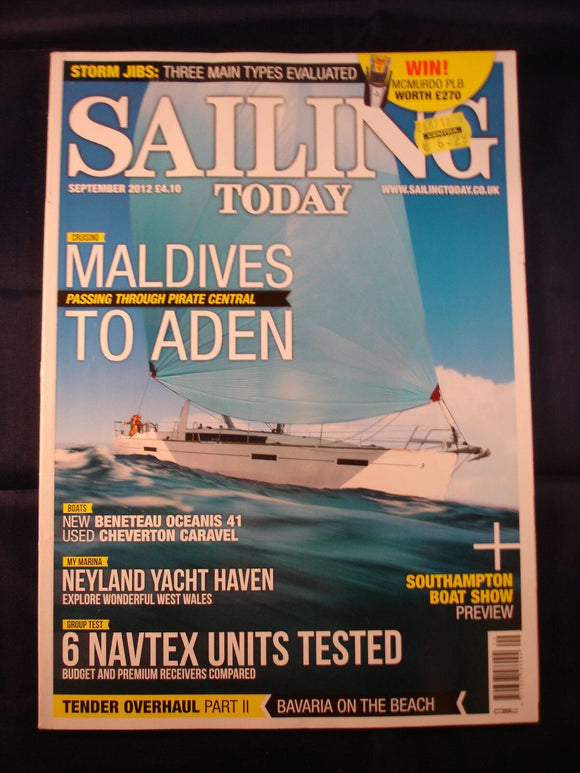 STORM JIBS: THREE MAIN TYPES EVALUATED
WIN!
MCMURDO PLB
WORTH £270
SAILING
TODAY
SEPTEMBER 2012 £4.10
WWW.SAILINGTODAY.CO.UK
CENTRA
CRUISING
MALDIVES
PASSING THROUGH PIRATE CENTRAL
TO ADEN
BOATS
NEW BENETEAU OCEANIS 41
USED CHEVERTON CARAVEL
MY MARINA
NEYLAND YACHT HAVEN
EXPLORE WONDERFUL WEST WALES
+
SOUTHAMPTON
BOAT SHOW
PREVIEW
GROUP TEST
6 NAVTEX UNITS TESTED
BUDGET AND PREMIUM RECEIVERS COMPARED
TENDER OVERHAUL PART II
BAVARIA ON THE BEACH
09